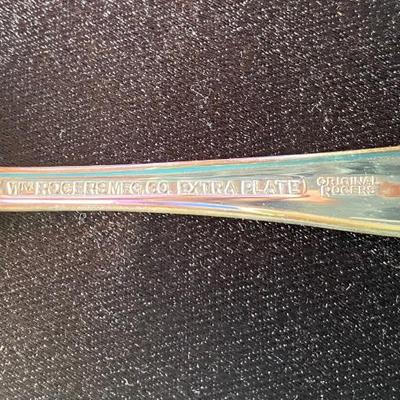 Wm ROGERS MFG. CO. EXTRA PLATE
ORIGINAL
ROGERS